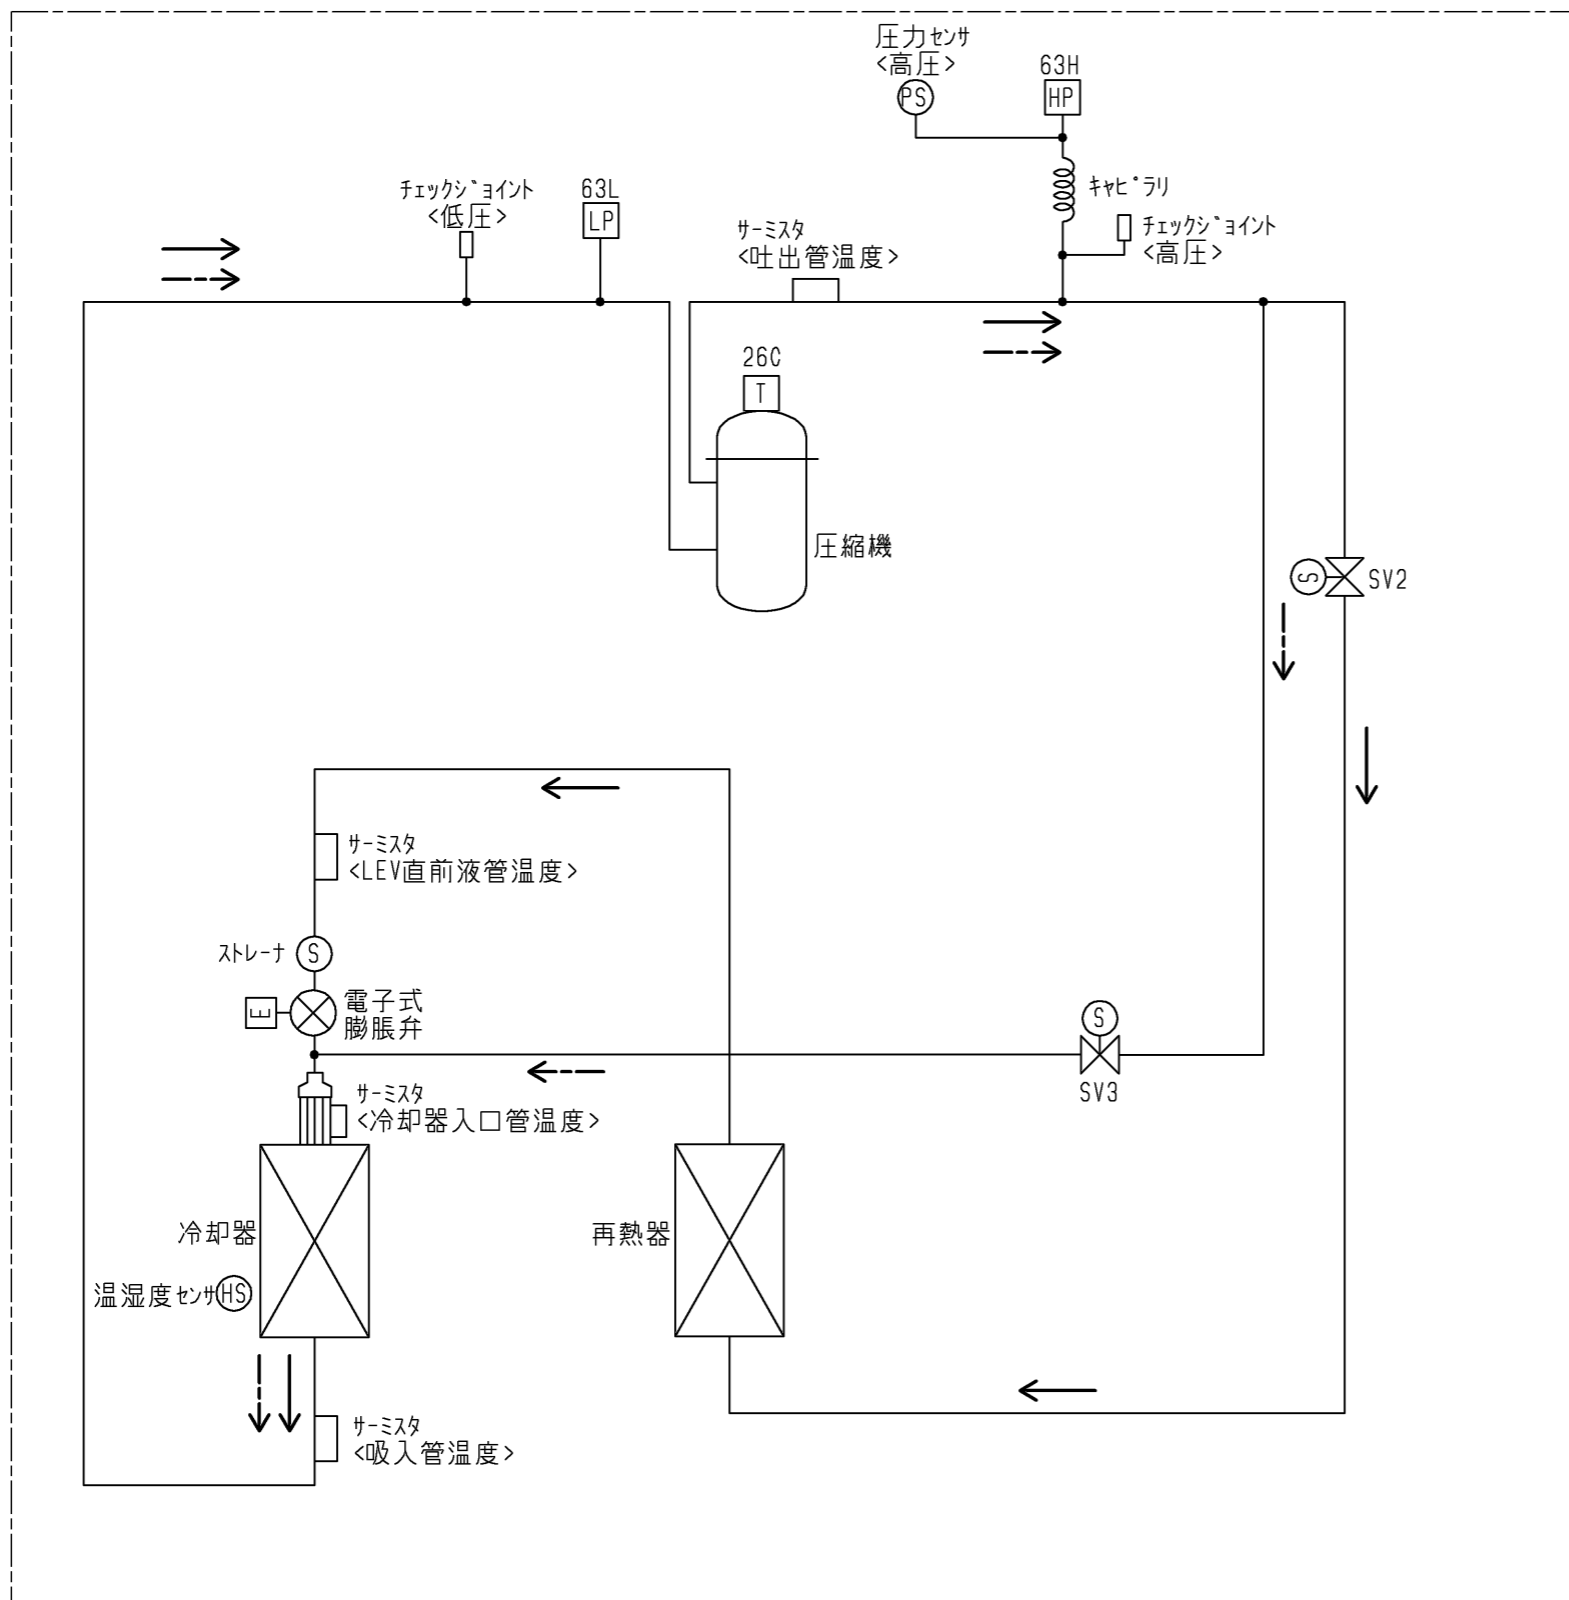 圧力センサ
<高圧>
PS
63H
HP
キャピラリ
チェックジョイント
<高圧>
チェックジョイント
<低圧>
63L
LP
サーミスタ
<吐出管温度>
26C
T
圧縮機
S
SV2
サーミスタ
<LEV直前液管温度>
ストレーナ
S
E
電子式
膨脹弁
S
SV3
サーミスタ
<冷却器入口管温度>
冷却器
再熱器
温湿度センサ
HS
サーミスタ
<吸入管温度>